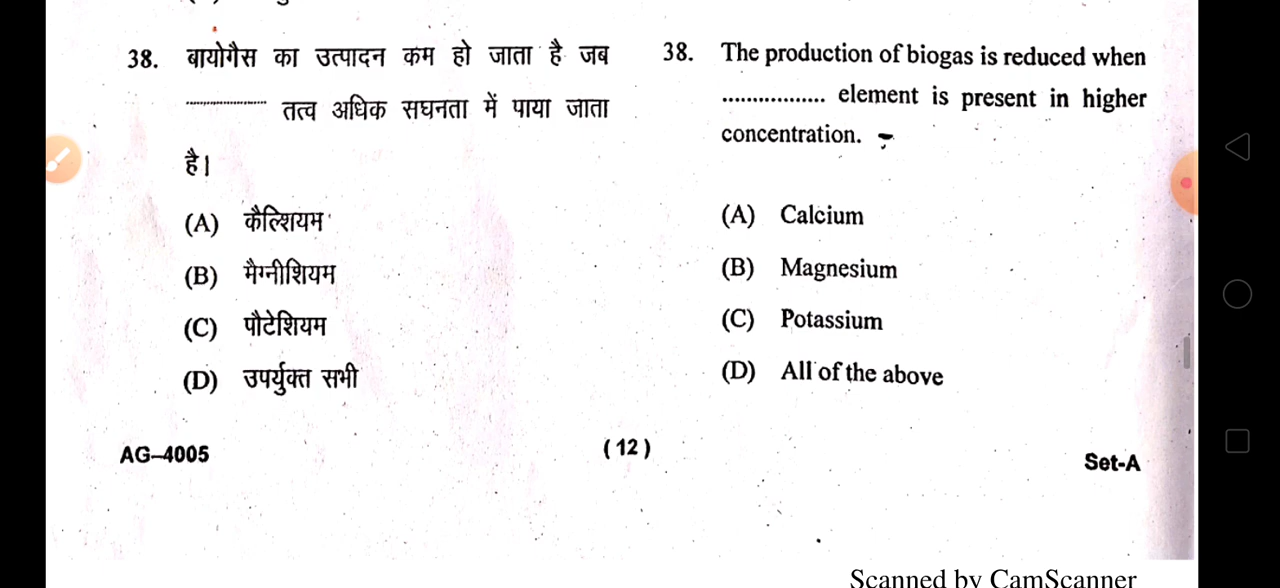 38. बायोगैस का उत्पादन कम हो जाता है जब
.................... तत्व अधिक सघनता में पाया जाता
है।
(A) कैल्शियम
(B) मैग्नीशियम
(C) पौटेशियम
(D) उपर्युक्त सभी
38. The production of biogas is reduced when
................. element is present in higher
concentration.
(A) Calcium
(B) Magnesium
(C) Potassium
(D) All of the above
AG–4005
( 12 )
Set-A
Scanned by CamScanner